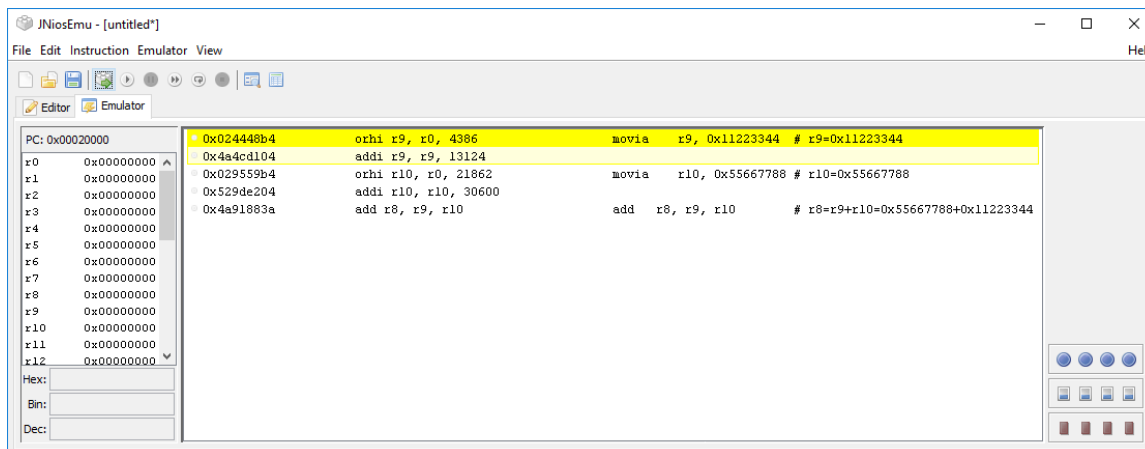 JNiosEmu - [untitled*]
File Edit Instruction Emulator View Hel
Editor Emulator
PC: 0x00020000
r0 0x00000000
r1 0x00000000
r2 0x00000000
r3 0x00000000
r4 0x00000000
r5 0x00000000
r6 0x00000000
r7 0x00000000
r8 0x00000000
r9 0x00000000
r10 0x00000000
r11 0x00000000
r12 0x00000000
Hex:
Bin:
Dec:
0x024448b4 orhi r9, r0, 4386 movia r9, 0x11223344 # r9=0x11223344
0x4a4cd104 addi r9, r9, 13124
0x029559b4 orhi r10, r0, 21862 movia r10, 0x55667788 # r10=0x55667788
0x529de204 addi r10, r10, 30600
0x4a91883a add r8, r9, r10 add r8, r9, r10 # r8=r9+r10=0x55667788+0x11223344